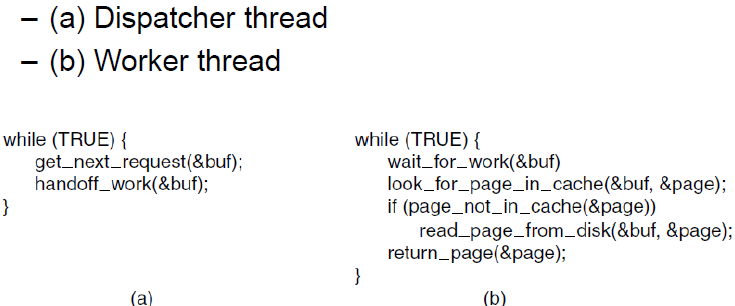 – (a) Dispatcher thread
– (b) Worker thread
while (TRUE) {
get_next_request(&buf);
handoff_work(&buf);
}
(a)
while (TRUE) {
wait_for_work(&buf)
look_for_page_in_cache(&buf, &page);
if (page_not_in_cache(&page))
read_page_from_disk(&buf, &page);
return_page(&page);
}
(b)